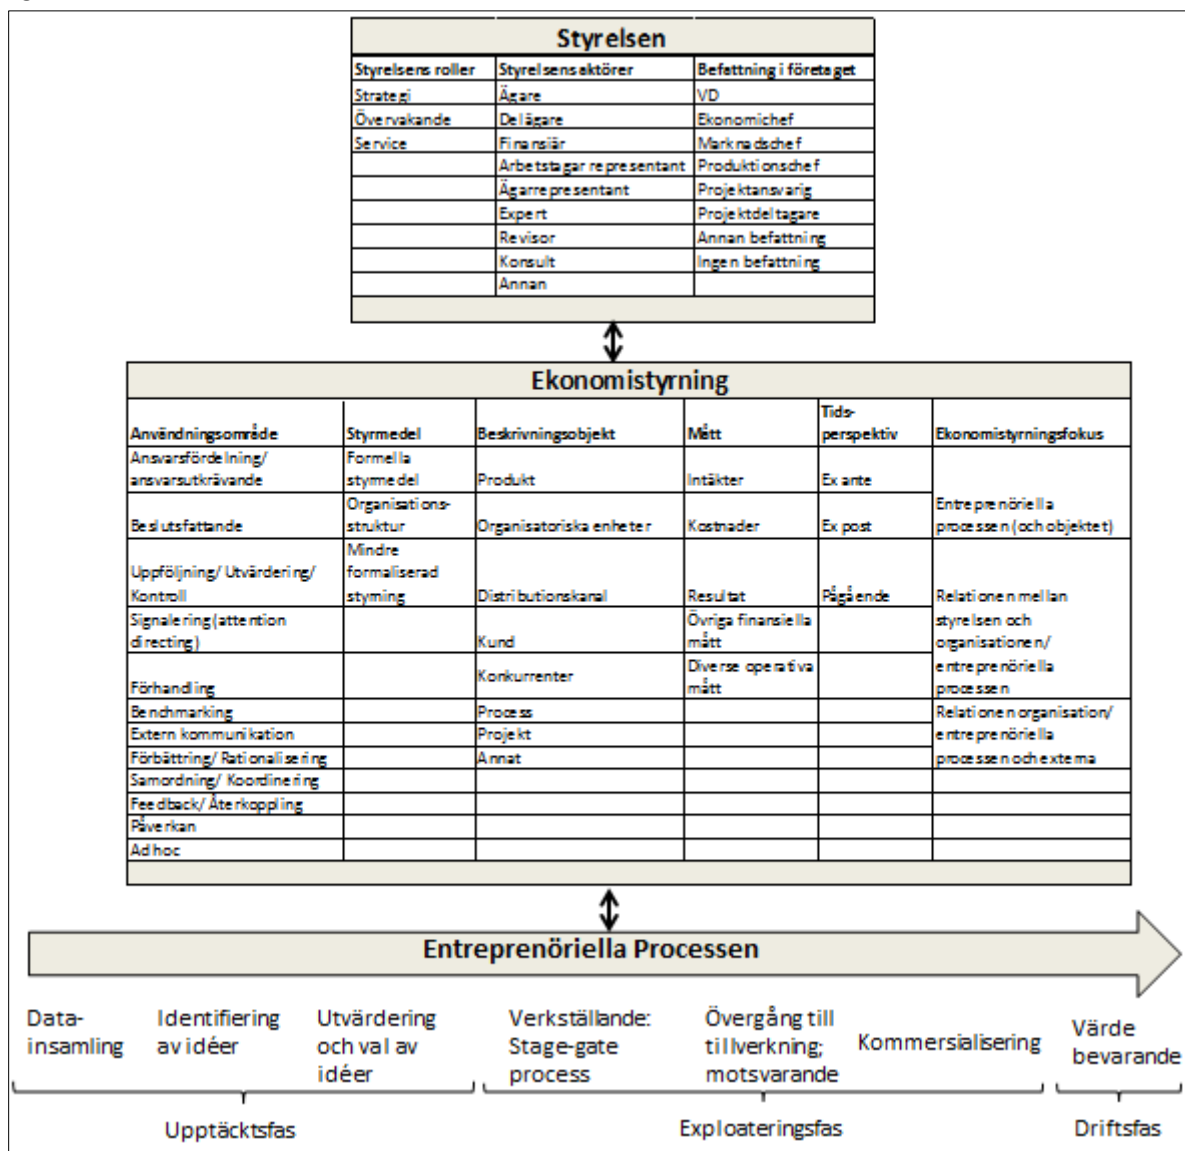 Styrelsen
Styrelsens roller Styrelsensaktörer Befattning i företaget
Strategi Ägare VD
Övervakande Delägare Ekonomichef
Service Finansiär Marknadschef
Arbetstagar representant Produktionschef
Ägarrepresentant Projektansvarig
Expert Projektdeltagare
Revisor Annan befattning
Konsult Ingen befattning
Annan
Ekonomistyrning
Tids-
Användningsområde Styrmedel Beskrivningsobjekt Mått perspektiv Ekonomistyrningsfokus
Ansvarsfördelning/ Formella
ansvarsutkrävande styrmedel Produkt Intäkter Ex ante
Organisations- Entreprenöriella
Beslutsfattande struktur Organisatoriska enheter Kostnader Ex post processen (och objektet)
Mindre
Uppföljning/ Utvärdering/ formaliserad
Kontroll styrning Distributionskanal Resultat Pågående Relationen mellan
Signalering (attention Övriga finansiella styrelsen och
directing) Kund mått organisationen/
Konkurrenter Diverse operativa entreprenöriella
Förhandling mått processen
Benchmarking Process Relationen organisation/
Extern kommunikation Projekt entreprenöriella
Förbättring/ Rationalisering Annat processen och externa
Samordning/ Koordinering
Feedback/ Återkoppling
Påverkan
Ad hoc
Entreprenöriella Processen
Data- Identifiering Utvärdering Verkställande: Övergång till Värde
insamling av idéer och val av Stage-gate tillverkning; Kommersialisering bevarande
idéer process motsvarande
Upptäcktsfas Exploateringsfas Driftsfas